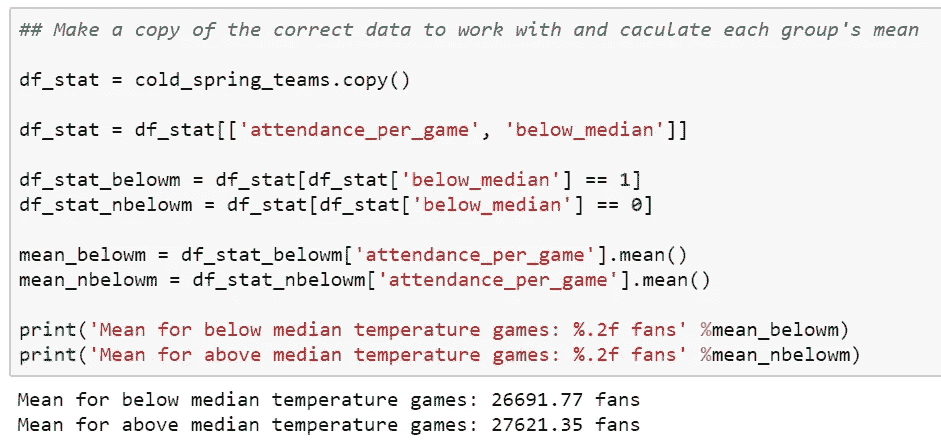 ## Make a copy of the correct data to work with and caculate each group's mean
df_stat = cold_spring_teams.copy()
df_stat = df_stat[['attendance_per_game', 'below_median']]
df_stat_belowm = df_stat[df_stat['below_median'] == 1]
df_stat_nbelowm = df_stat[df_stat['below_median'] == 0]
mean_belowm = df_stat_belowm['attendance_per_game'].mean()
mean_nbelowm = df_stat_nbelowm['attendance_per_game'].mean()
print('Mean for below median temperature games: %.2f fans' %mean_belowm)
print('Mean for above median temperature games: %.2f fans' %mean_nbelowm)
Mean for below median temperature games: 26691.77 fans
Mean for above median temperature games: 27621.35 fans